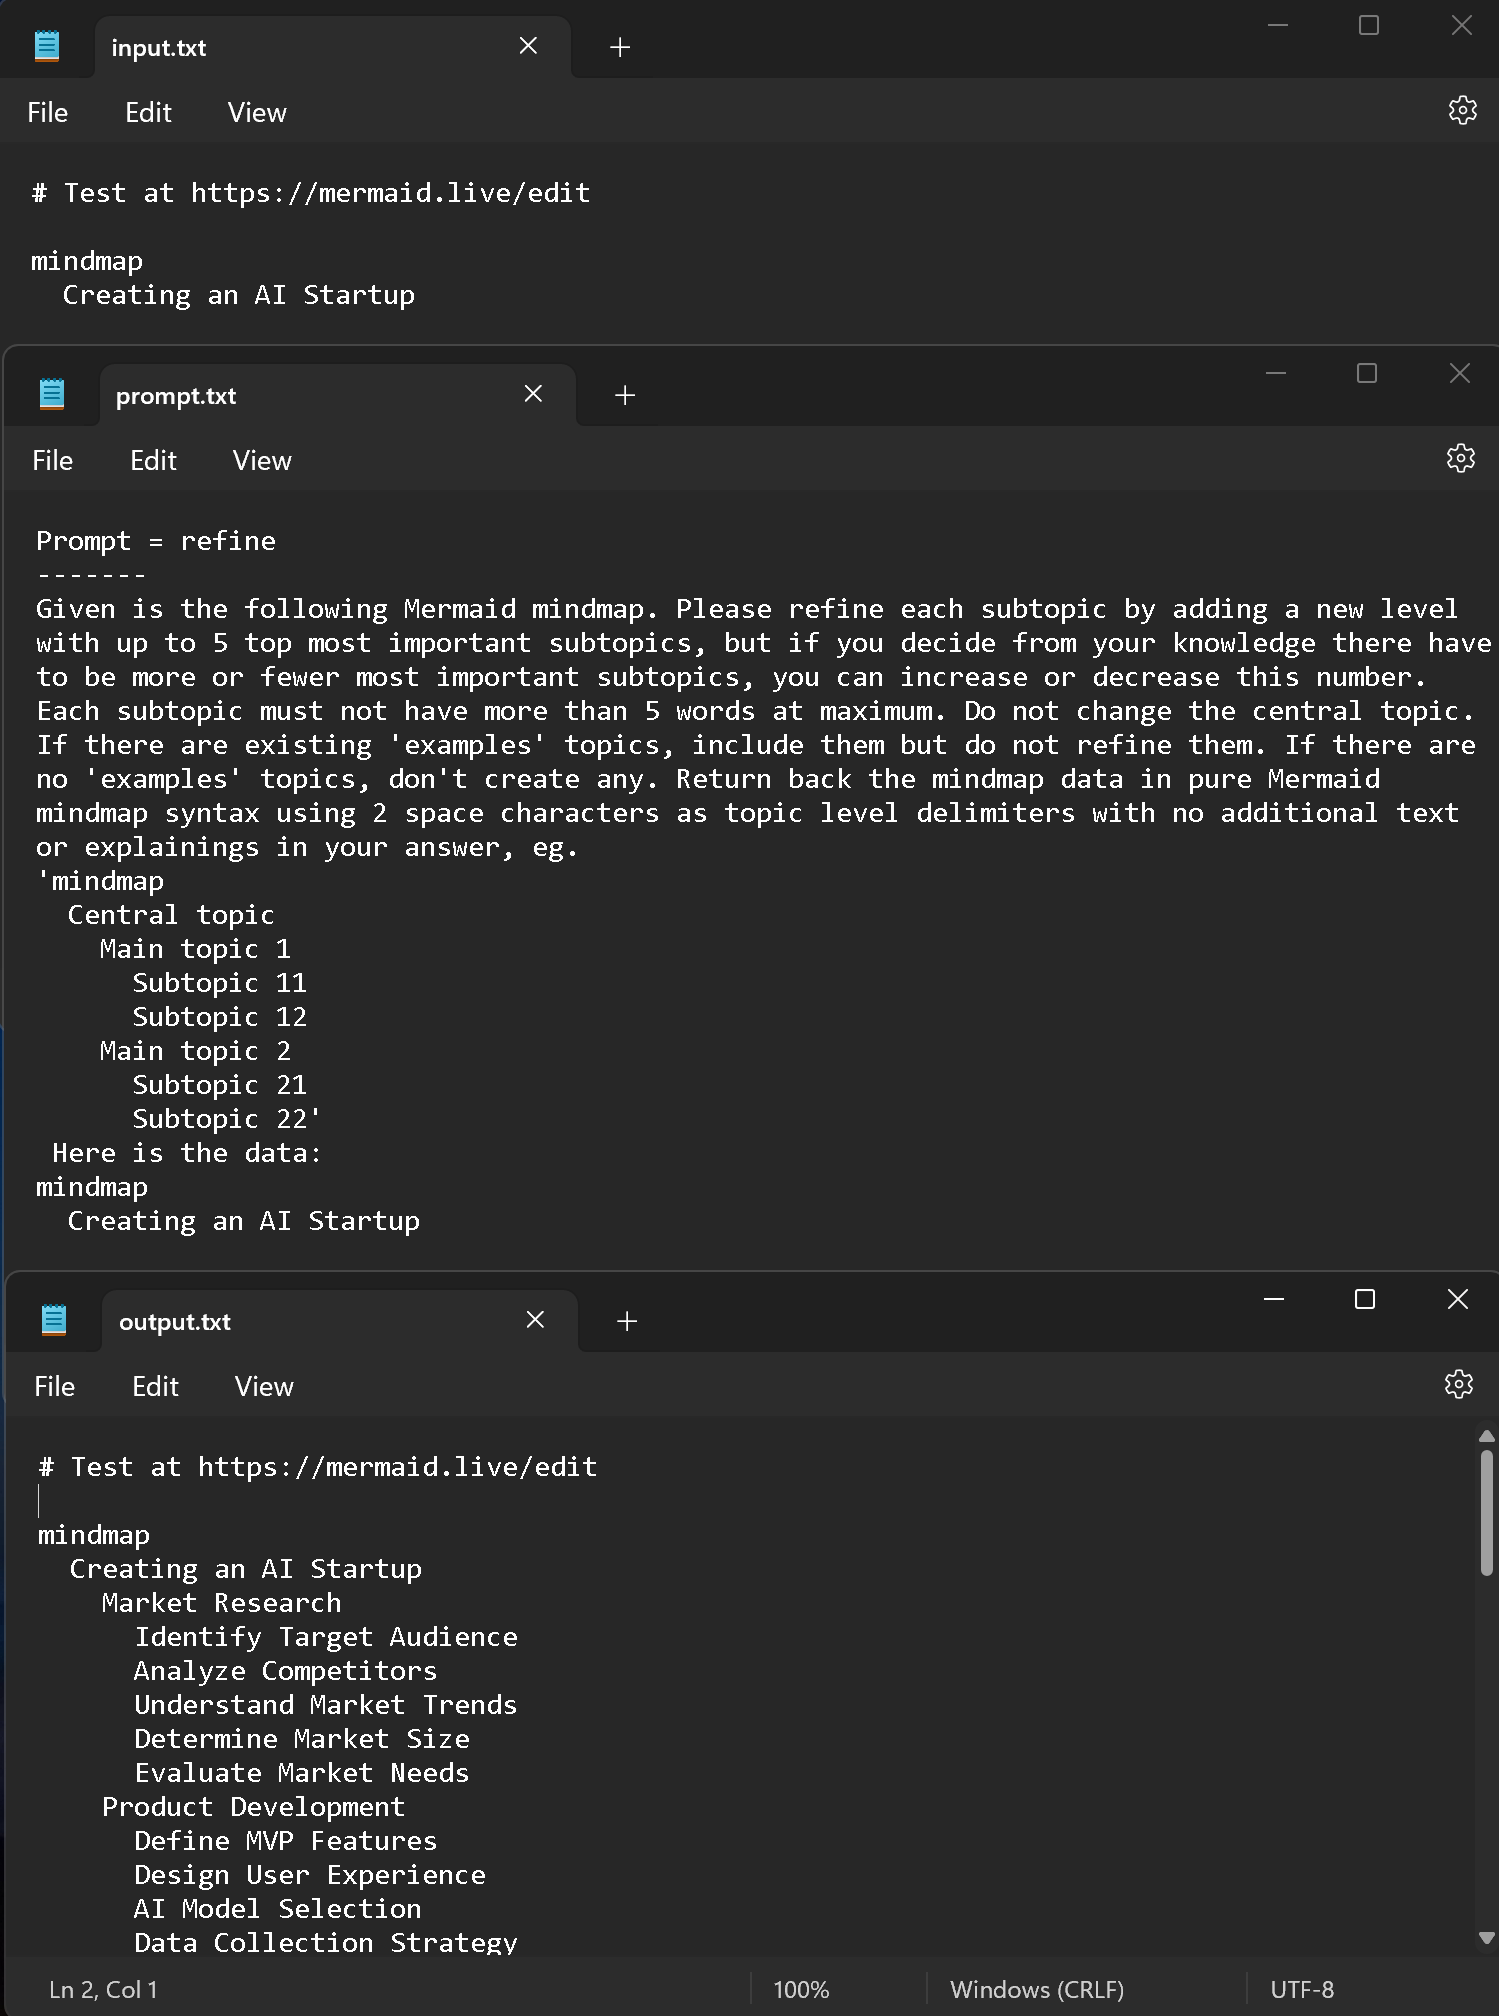 input.txt
File Edit View
# Test at https://mermaid.live/edit
mindmap
  Creating an AI Startup
prompt.txt
File Edit View
Prompt = refine
-------
Given is the following Mermaid mindmap. Please refine each subtopic by adding a new level
with up to 5 top most important subtopics, but if you decide from your knowledge there have
to be more or fewer most important subtopics, you can increase or decrease this number.
Each subtopic must not have more than 5 words at maximum. Do not change the central topic.
If there are existing 'examples' topics, include them but do not refine them. If there are
no 'examples' topics, don't create any. Return back the mindmap data in pure Mermaid
mindmap syntax using 2 space characters as topic level delimiters with no additional text
or explainings in your answer, eg.
'mindmap
  Central topic
    Main topic 1
      Subtopic 11
      Subtopic 12
    Main topic 2
      Subtopic 21
      Subtopic 22'
 Here is the data:
mindmap
  Creating an AI Startup
output.txt
File Edit View
# Test at https://mermaid.live/edit
mindmap
  Creating an AI Startup
    Market Research
      Identify Target Audience
      Analyze Competitors
      Understand Market Trends
      Determine Market Size
      Evaluate Market Needs
    Product Development
      Define MVP Features
      Design User Experience
      AI Model Selection
      Data Collection Strategy
Ln 2, Col 1 100% Windows (CRLF) UTF-8